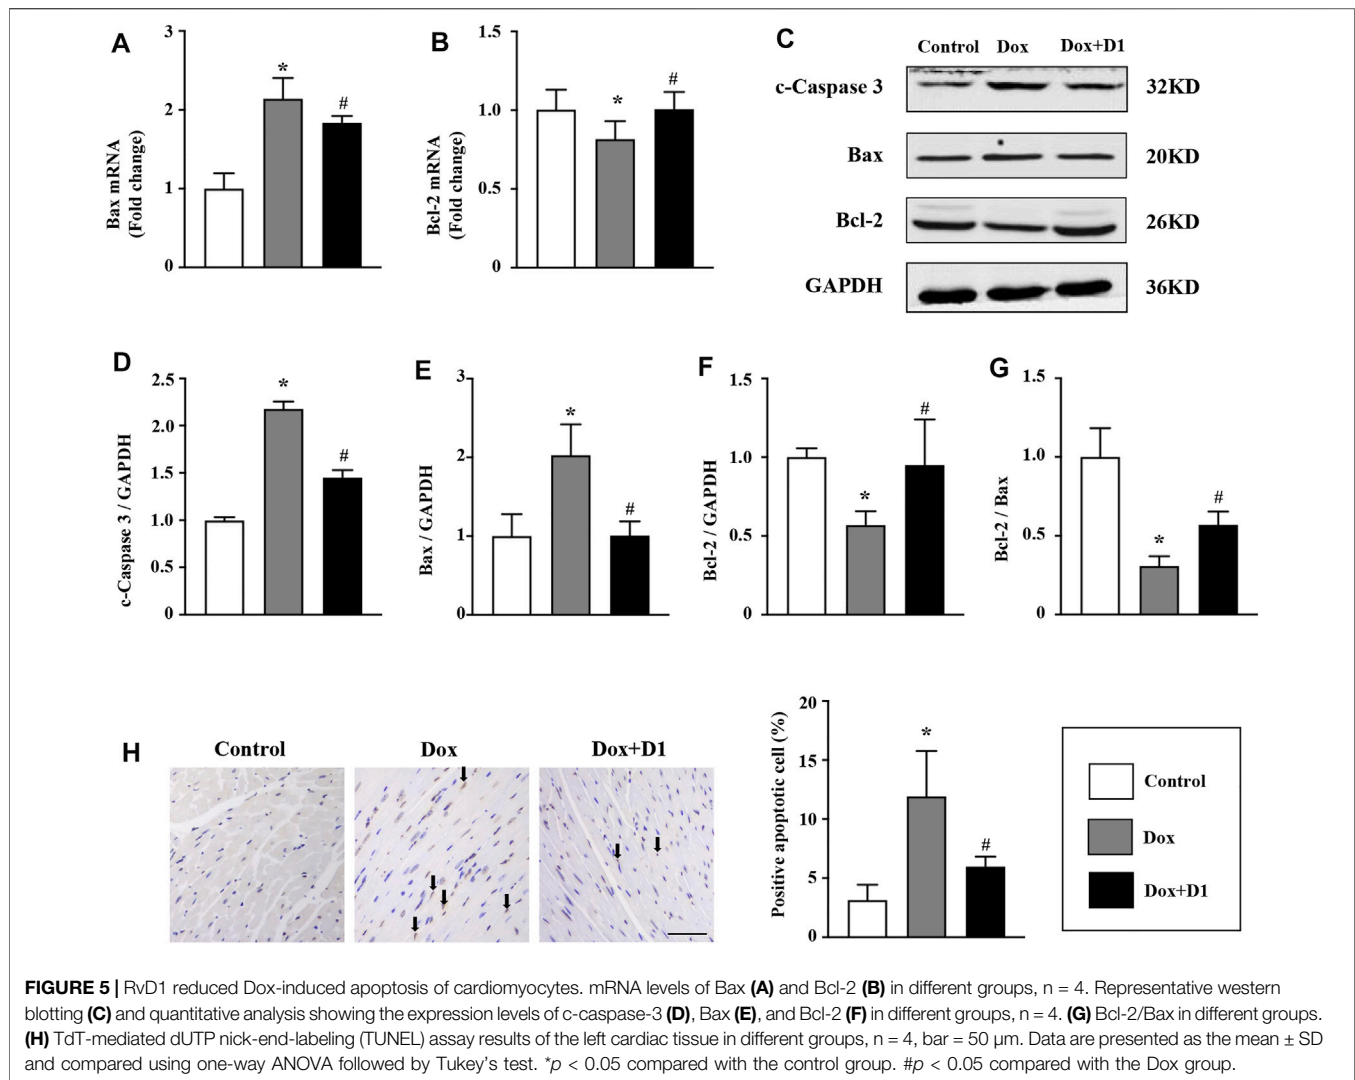 A
3
2
1
0
Bax mRNA
(Fold change)
*
#
B
1.5
1.0
0.5
0
Bcl-2 mRNA
(Fold change)
*
#
C
Control Dox Dox+D1
c-Caspase 3 32KD
Bax 20KD
Bcl-2 26KD
GAPDH 36KD
D
2.5
2.0
1.5
1.0
0.5
0
c-Caspase 3 / GAPDH
*
#
E
3
2
1
0
Bax / GAPDH
*
#
F
1.5
1.0
0.5
0
Bcl-2 / GAPDH
*
#
G
1.5
1.0
0.5
0
Bcl-2 / Bax
*
#
H
Control Dox Dox+D1
20
15
10
5
0
Positive apoptotic cell (%)
*
#
Control
Dox
Dox+D1
FIGURE 5 | RvD1 reduced Dox-induced apoptosis of cardiomyocytes. mRNA levels of Bax (A) and Bcl-2 (B) in different groups, n = 4. Representative western
blotting (C) and quantitative analysis showing the expression levels of c-caspase-3 (D), Bax (E), and Bcl-2 (F) in different groups, n = 4. (G) Bcl-2/Bax in different groups.
(H) TdT-mediated dUTP nick-end-labeling (TUNEL) assay results of the left cardiac tissue in different groups, n = 4, bar = 50 μm. Data are presented as the mean ± SD
and compared using one-way ANOVA followed by Tukey’s test. *p < 0.05 compared with the control group. #p < 0.05 compared with the Dox group.